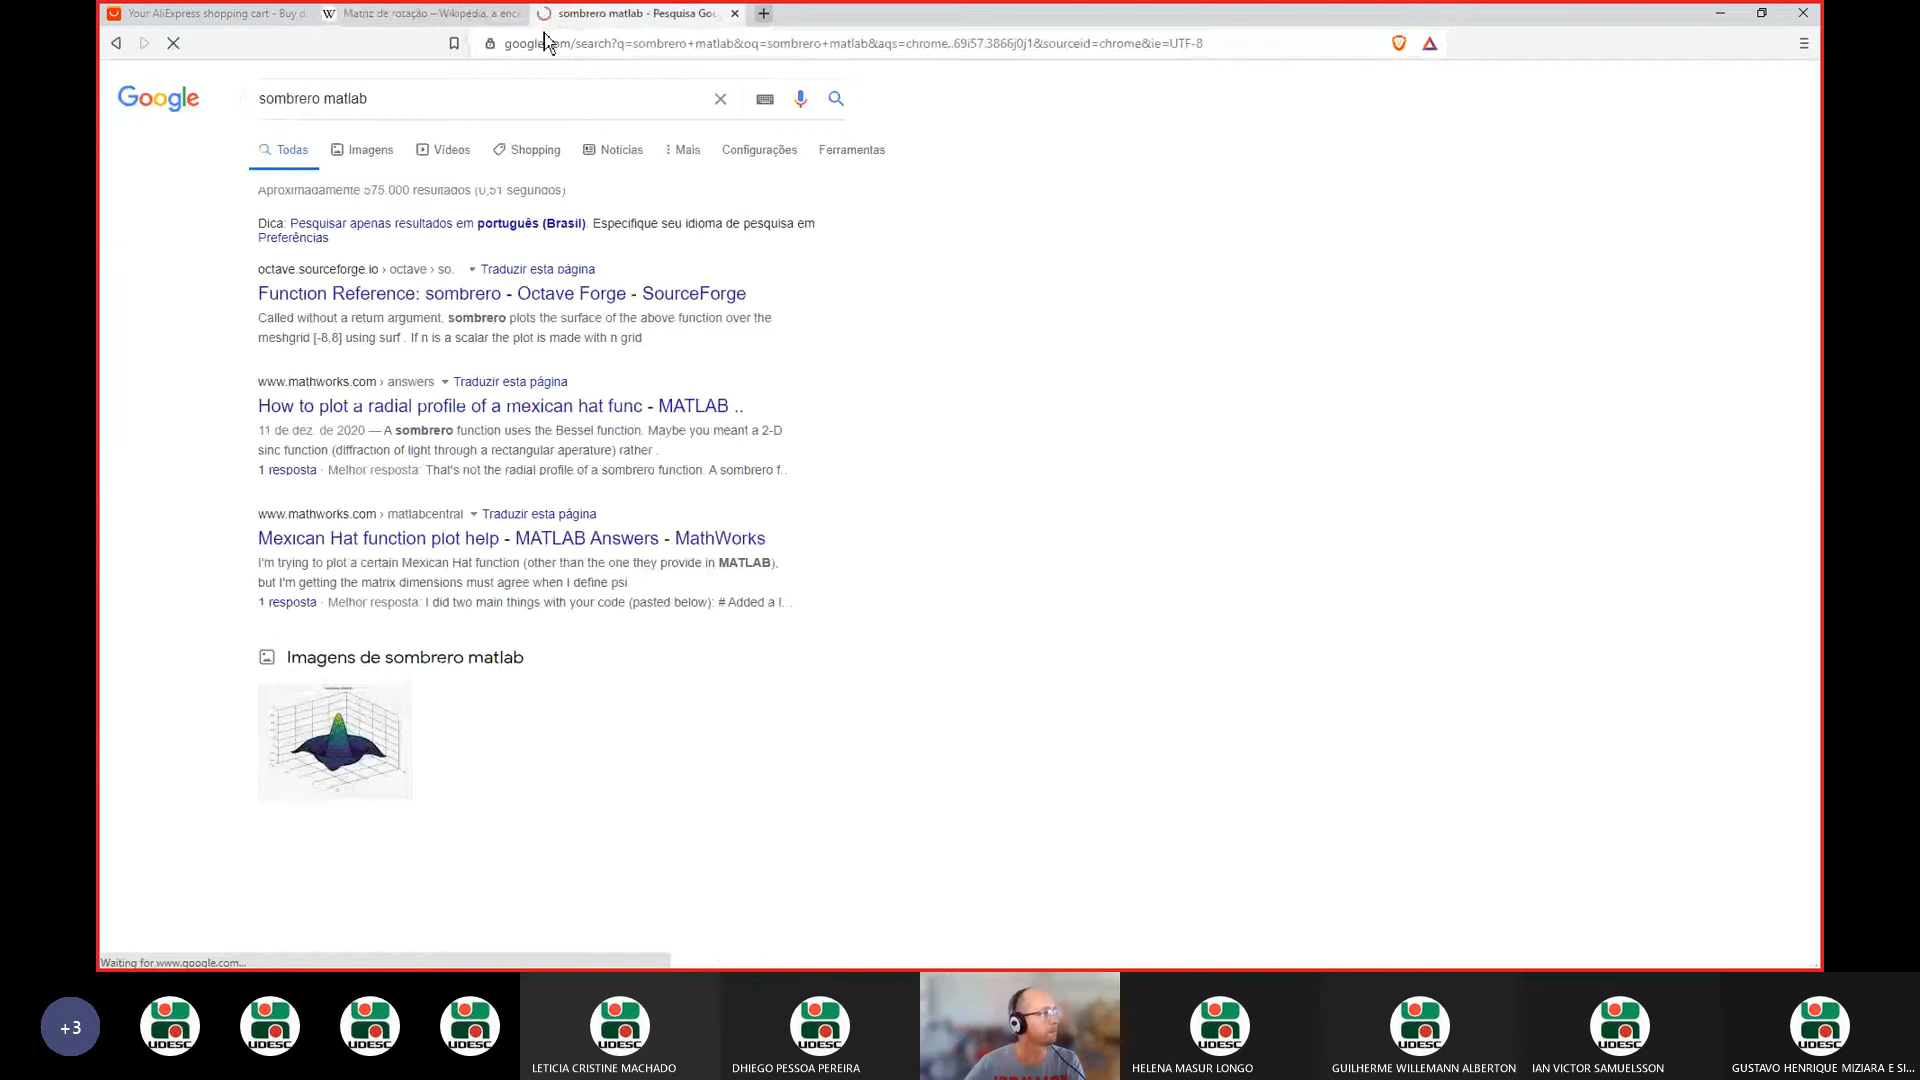 Your AliExpress shopping cart - Buy d
W Matriz de rotação – Wikipédia, a enci
sombrero matlab - Pesquisa Goo
google.com/search?q=sombrero+matlab&oq=sombrero+matlab&aqs=chrome..69i57.3866j0j1&sourceid=chrome&ie=UTF-8
Google
sombrero matlab
Todas Imagens Vídeos Shopping Notícias Mais Configurações Ferramentas
Aproximadamente 575.000 resultados (0,51 segundos)
Dica: Pesquisar apenas resultados em português (Brasil). Especifique seu idioma de pesquisa em
Preferências
octave.sourceforge.io › octave › so. Traduzir esta página
Function Reference: sombrero - Octave Forge - SourceForge
Called without a return argument, sombrero plots the surface of the above function over the
meshgrid [-8,8] using surf . If n is a scalar the plot is made with n grid
www.mathworks.com › answers Traduzir esta página
How to plot a radial profile of a mexican hat func - MATLAB ..
11 de dez. de 2020 — A sombrero function uses the Bessel function. Maybe you meant a 2-D
sinc function (diffraction of light through a rectangular aperature) rather .
1 resposta · Melhor resposta: That's not the radial profile of a sombrero function. A sombrero f..
www.mathworks.com › matlabcentral Traduzir esta página
Mexican Hat function plot help - MATLAB Answers - MathWorks
I'm trying to plot a certain Mexican Hat function (other than the one they provide in MATLAB),
but I'm getting the matrix dimensions must agree when I define psi
1 resposta · Melhor resposta: I did two main things with your code (pasted below): # Added a l...
Imagens de sombrero matlab
Waiting for www.google.com...
+3
UDESC UDESC UDESC UDESC UDESC UDESC UDESC UDESC UDESC UDESC
LETICIA CRISTINE MACHADO DHIEGO PESSOA PEREIRA HELENA MASUR LONGO GUILHERME WILLEMANN ALBERTON IAN VICTOR SAMUELSSON GUSTAVO HENRIQUE MIZIARA E SI...